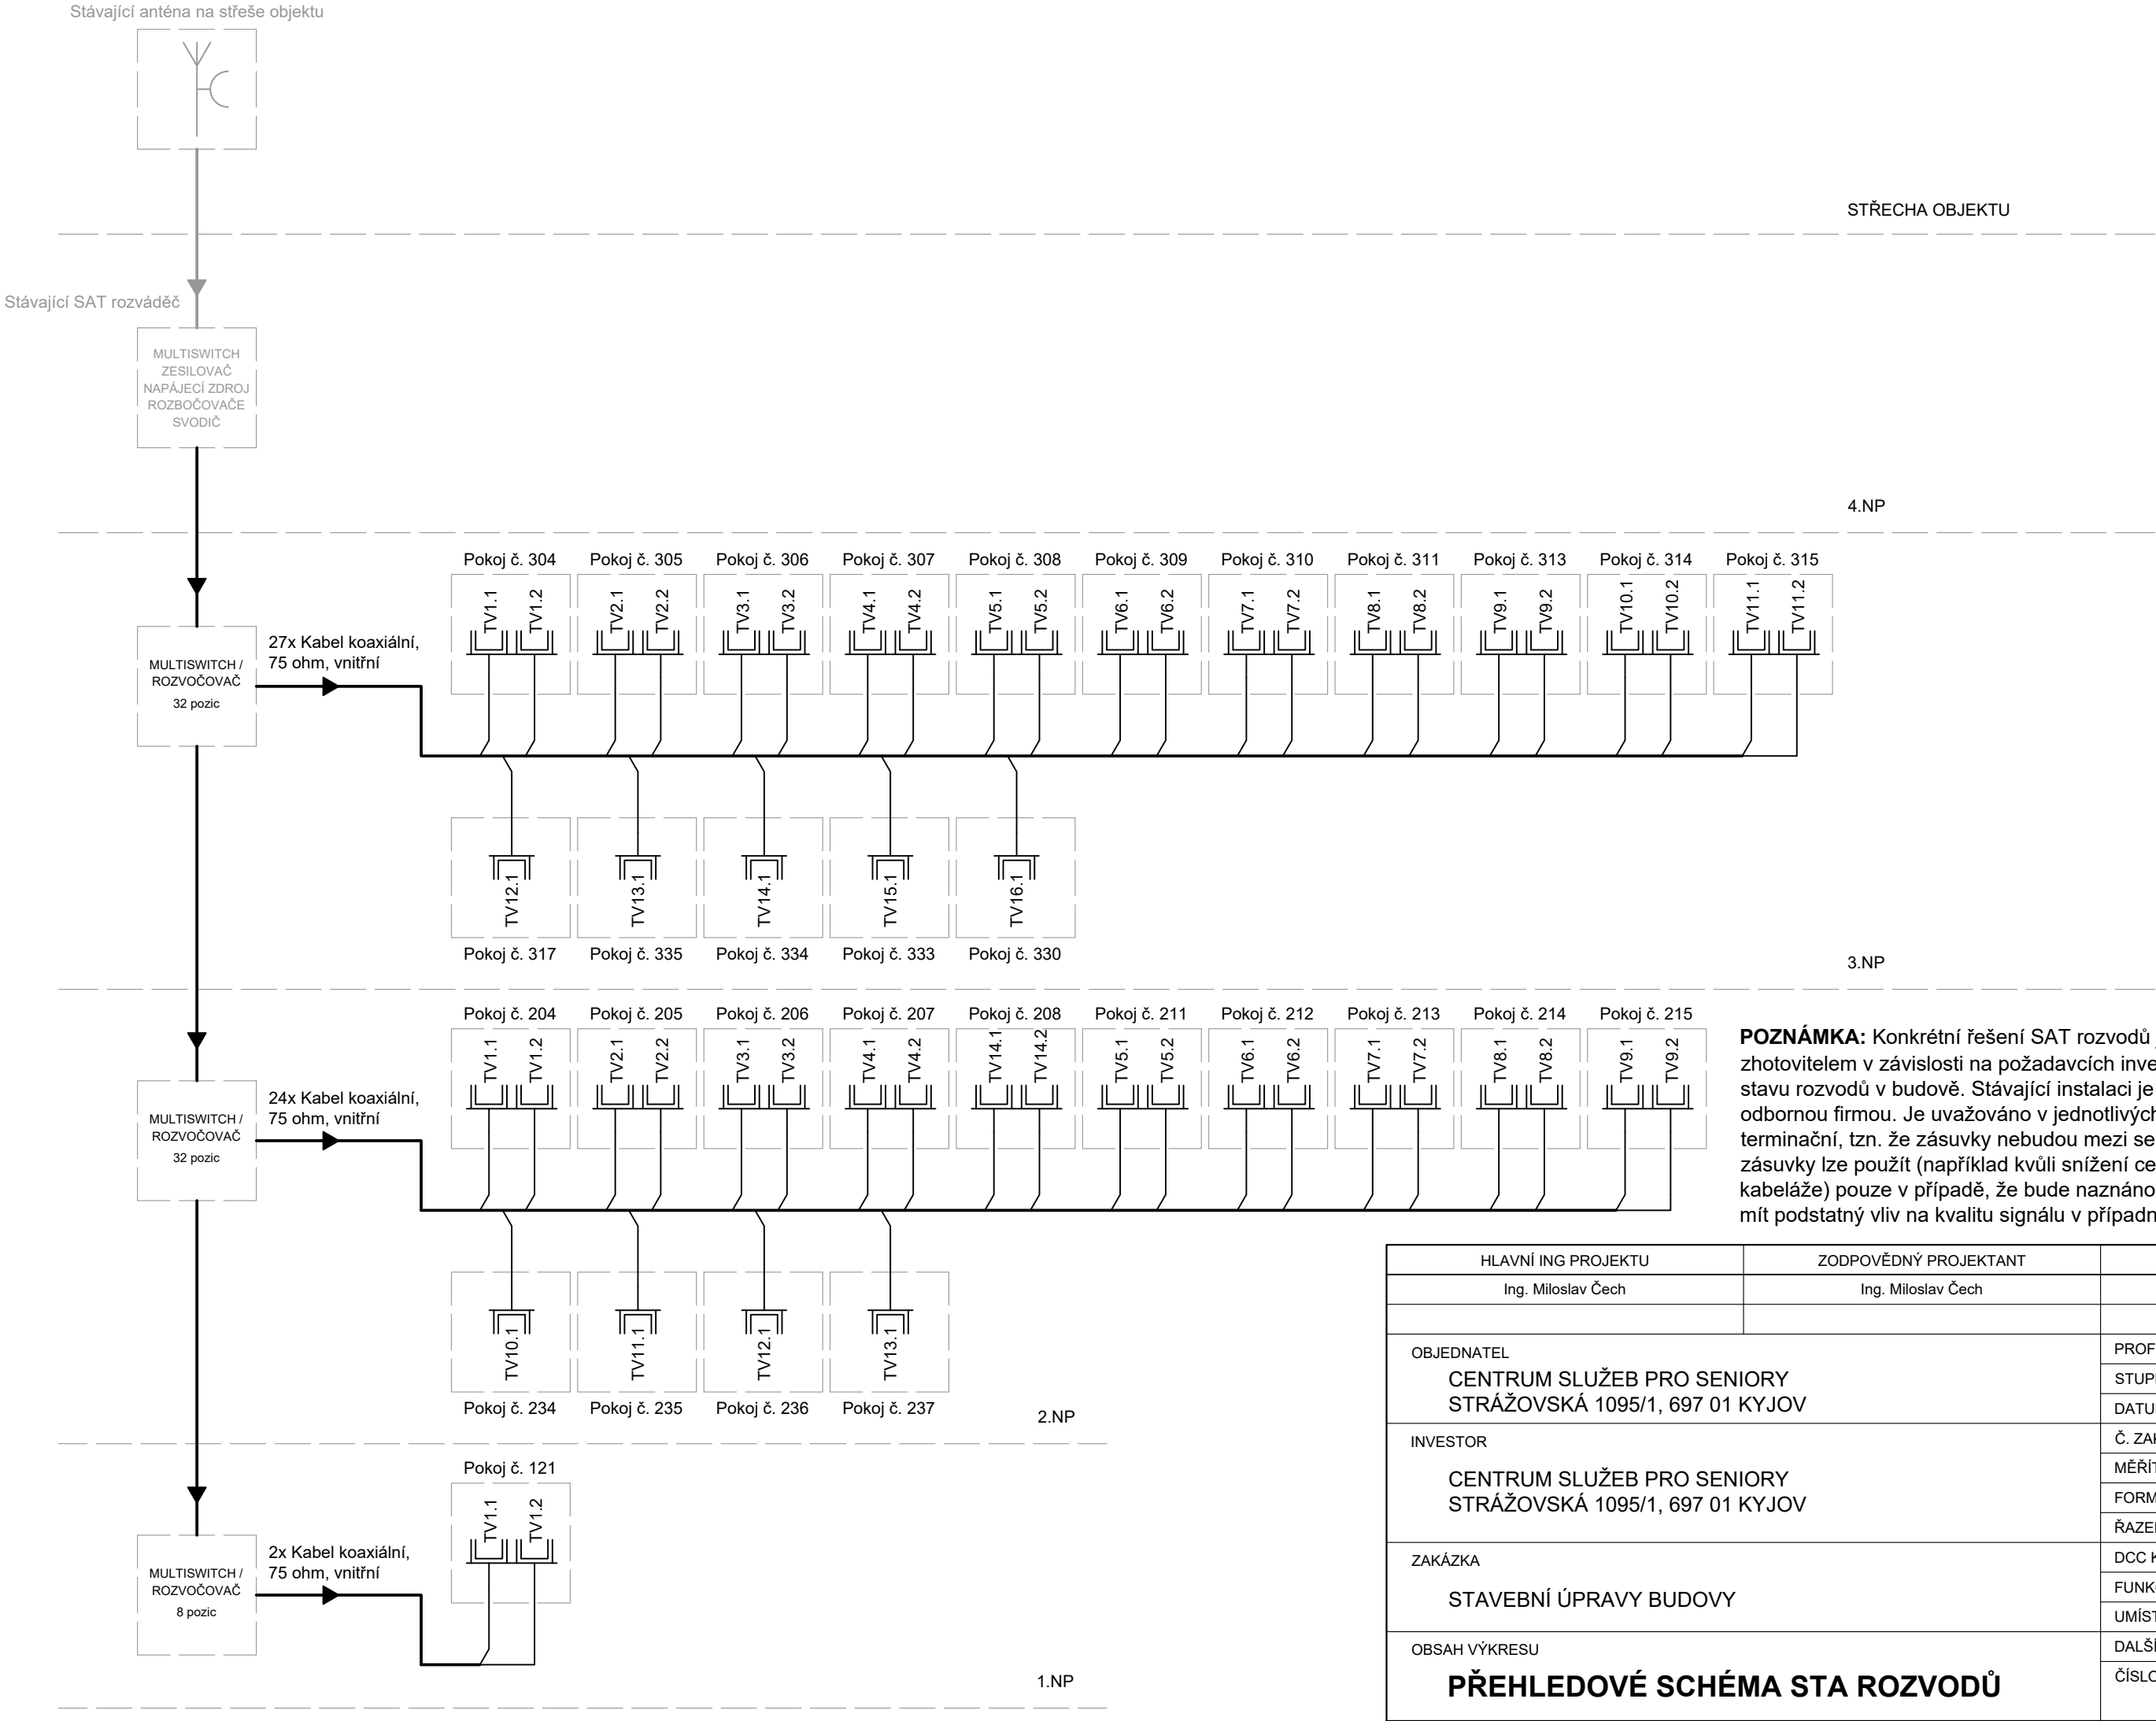 Stávající anténa na střeše objektu
STŘECHA OBJEKTU
Stávající SAT rozváděč
MULTISWITCH
ZESILOVAČ
NAPÁJECÍ ZDROJ
ROZBOČOVAČE
SVODIČ
4.NP
Pokoj č. 304 Pokoj č. 305 Pokoj č. 306 Pokoj č. 307 Pokoj č. 308 Pokoj č. 309 Pokoj č. 310 Pokoj č. 311 Pokoj č. 313 Pokoj č. 314 Pokoj č. 315
TV1.1 TV1.2 TV2.1 TV2.2 TV3.1 TV3.2 TV4.1 TV4.2 TV5.1 TV5.2 TV6.1 TV6.2 TV7.1 TV7.2 TV8.1 TV8.2 TV9.1 TV9.2 TV10.1 TV10.2 TV11.1 TV11.2
27x Kabel koaxiální,
75 ohm, vnitřní
MULTISWITCH /
ROZVOČOVAČ
32 pozic
TV12.1 TV13.1 TV14.1 TV15.1 TV16.1
Pokoj č. 317 Pokoj č. 335 Pokoj č. 334 Pokoj č. 333 Pokoj č. 330
3.NP
Pokoj č. 204 Pokoj č. 205 Pokoj č. 206 Pokoj č. 207 Pokoj č. 208 Pokoj č. 211 Pokoj č. 212 Pokoj č. 213 Pokoj č. 214 Pokoj č. 215
TV1.1 TV1.2 TV2.1 TV2.2 TV3.1 TV3.2 TV4.1 TV4.2 TV14.1 TV14.2 TV5.1 TV5.2 TV6.1 TV6.2 TV7.1 TV7.2 TV8.1 TV8.2 TV9.1 TV9.2
24x Kabel koaxiální,
75 ohm, vnitřní
MULTISWITCH /
ROZVOČOVAČ
32 pozic
TV10.1 TV11.1 TV12.1 TV13.1
Pokoj č. 234 Pokoj č. 235 Pokoj č. 236 Pokoj č. 237
2.NP
Pokoj č. 121
TV1.1 TV1.2
2x Kabel koaxiální,
75 ohm, vnitřní
MULTISWITCH /
ROZVOČOVAČ
8 pozic
1.NP
POZNÁMKA: Konkrétní řešení SAT rozvodů
zhotovitelem v závislosti na požadavcích inve
stavu rozvodů v budově. Stávající instalaci je
odbornou firmou. Je uvažováno v jednotlivých
terminační, tzn. že zásuvky nebudou mezi se
zásuvky lze použít (například kvůli snížení ce
kabeláže) pouze v případě, že bude naznáno
mít podstatný vliv na kvalitu signálu v případn
HLAVNÍ ING PROJEKTU ZODPOVĚDNÝ PROJEKTANT
Ing. Miloslav Čech Ing. Miloslav Čech
OBJEDNATEL
CENTRUM SLUŽEB PRO SENIORY
STRÁŽOVSKÁ 1095/1, 697 01 KYJOV
INVESTOR
CENTRUM SLUŽEB PRO SENIORY
STRÁŽOVSKÁ 1095/1, 697 01 KYJOV
ZAKÁZKA
STAVEBNÍ ÚPRAVY BUDOVY
OBSAH VÝKRESU
PŘEHLEDOVÉ SCHÉMA STA ROZVODŮ
PROF
STUP
DATU
Č. ZA
MĚŘÍT
FORM
ŘAZE
DCC
FUNK
UMÍST
DALŠÍ
ČÍSLO